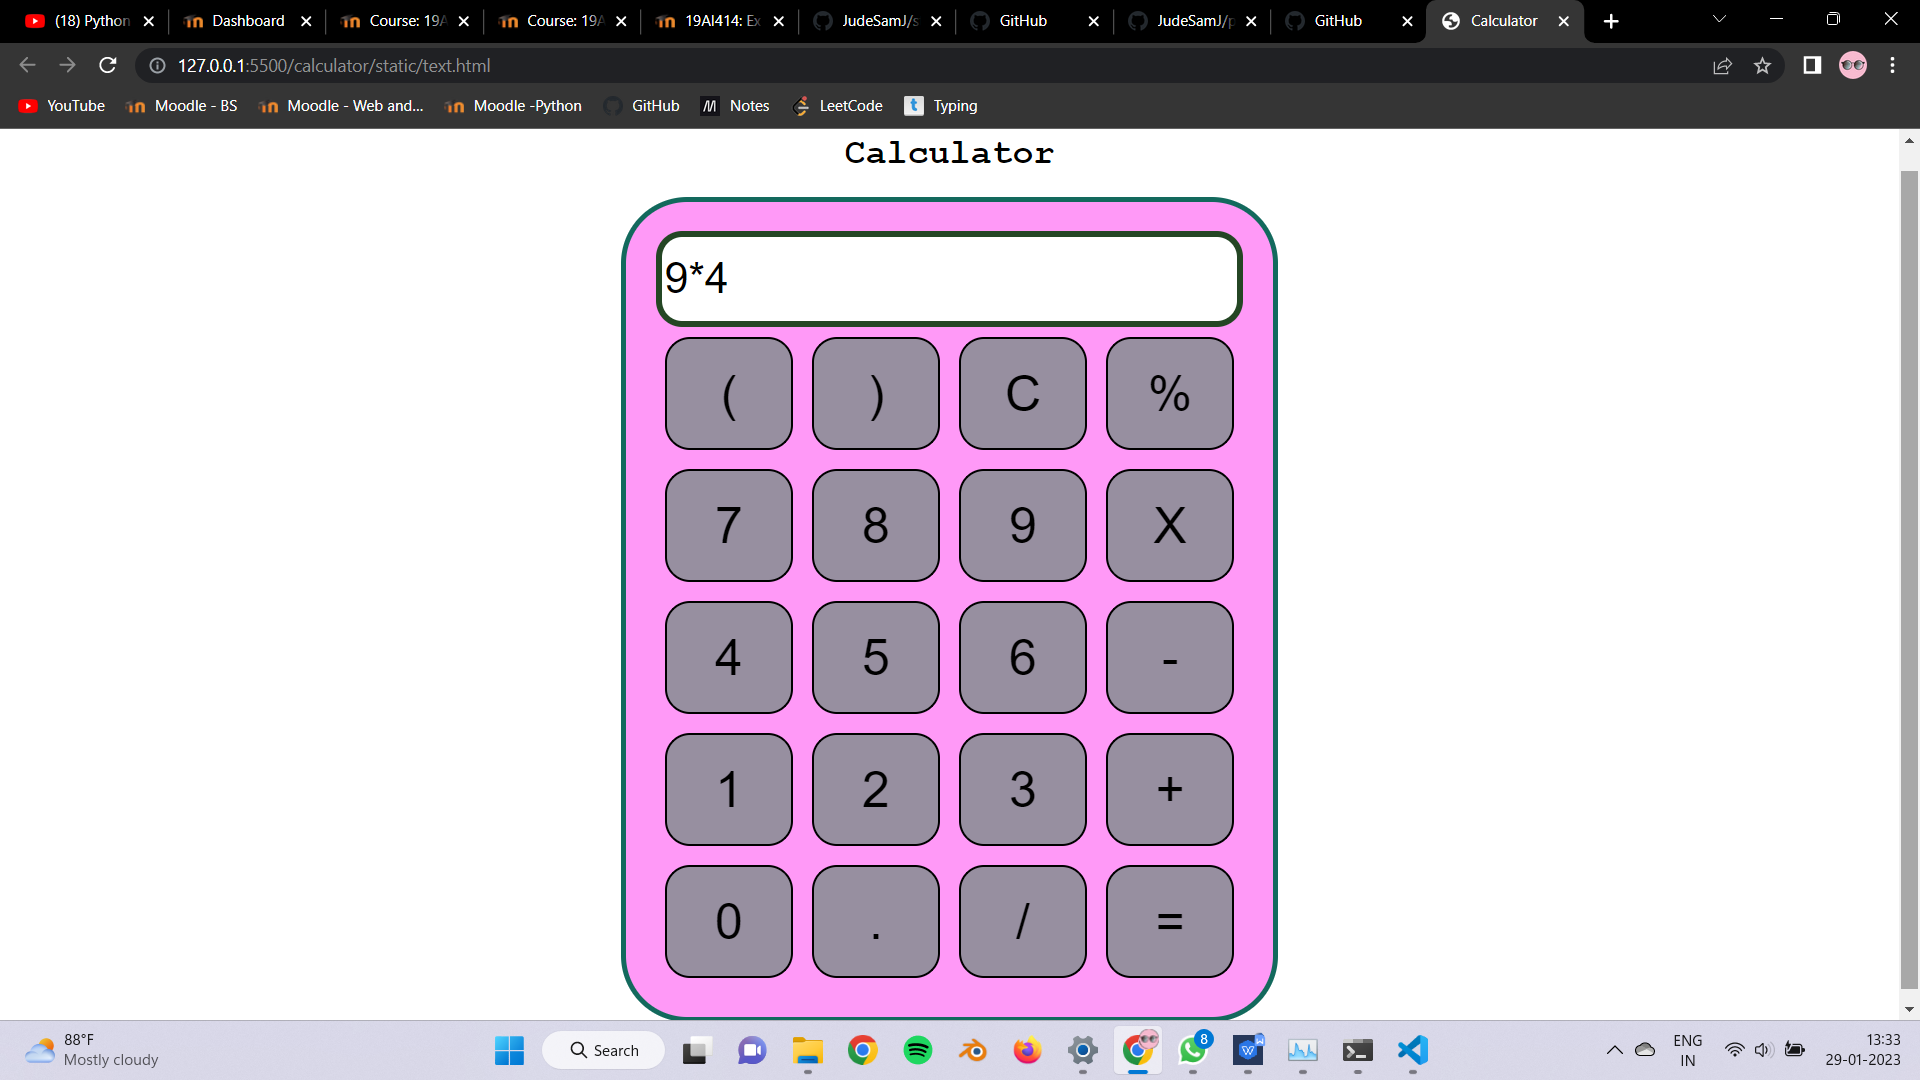 (18) Python
Dashboard
Course: 19A
Course: 19A
19AI414: Ex
JudeSamJ/s
GitHub
JudeSamJ/p
GitHub
Calculator
127.0.0.1:5500/calculator/static/text.html
YouTube
Moodle - BS
Moodle - Web and...
Moodle -Python
GitHub
Notes
LeetCode
Typing
Calculator
9*4
( ) C %
7 8 9 X
4 5 6 -
1 2 3 +
0 . / =
88°F
Mostly cloudy
Search
8
ENG
IN
13:33
29-01-2023